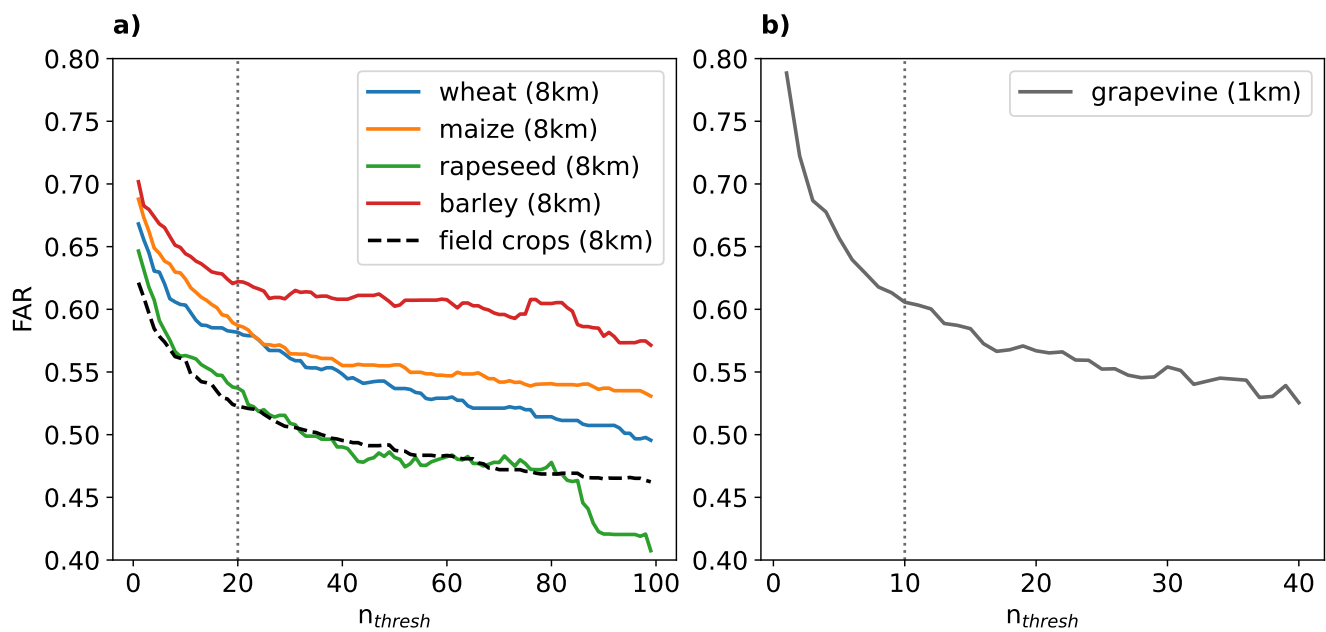 a)
0.80
0.75
0.70
0.65
0.60
0.55
0.50
0.45
0.40
FAR
wheat (8km)
maize (8km)
rapeseed (8km)
barley (8km)
field crops (8km)
0 20 40 60 80 100
n_thresh
b)
0.80
0.75
0.70
0.65
0.60
0.55
0.50
0.45
0.40
grapevine (1km)
0 10 20 30 40
n_thresh